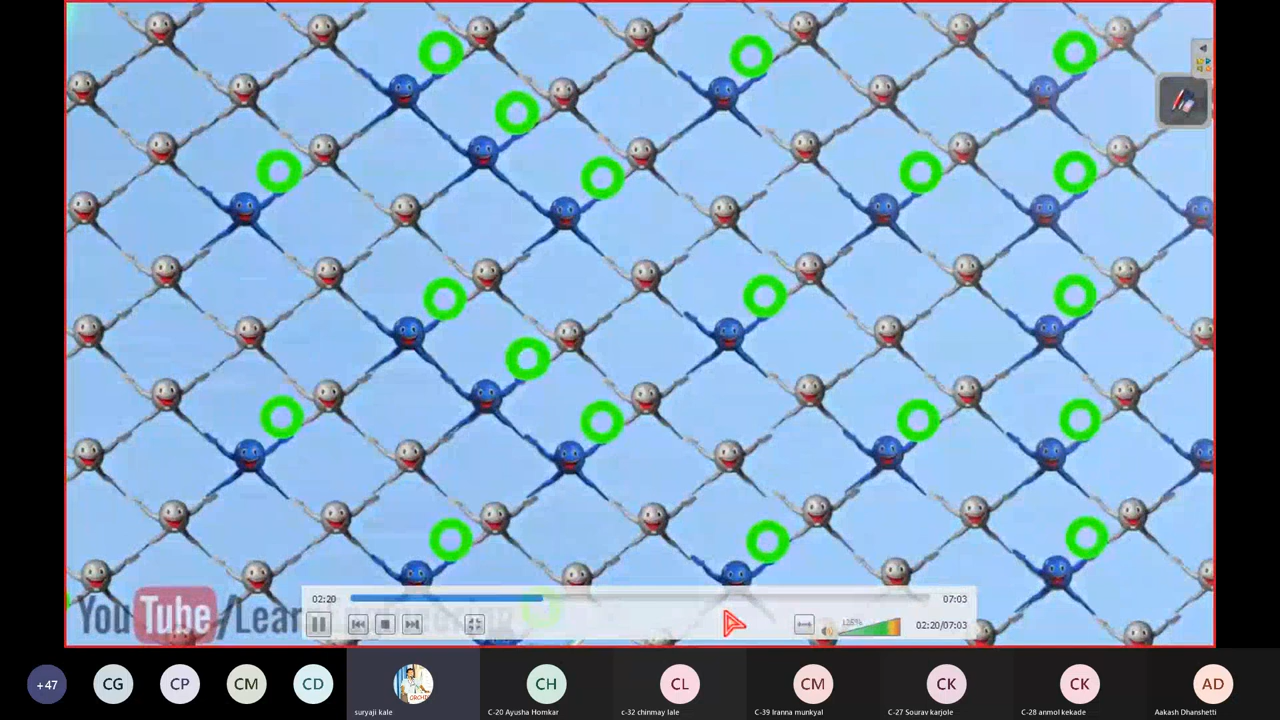 YouTube/Lear
02:20
07:03
125%
02:20/07:03
+47
CG
CP
CM
CD
CH
CL
CM
CK
CK
AD
suryaji kale
C-20 Ayusha Homkar
c-32 chinmay lale
C-39 Iranna munkyal
C-27 Sourav karjole
C-28 anmol kekade
Aakash Dhanshetti